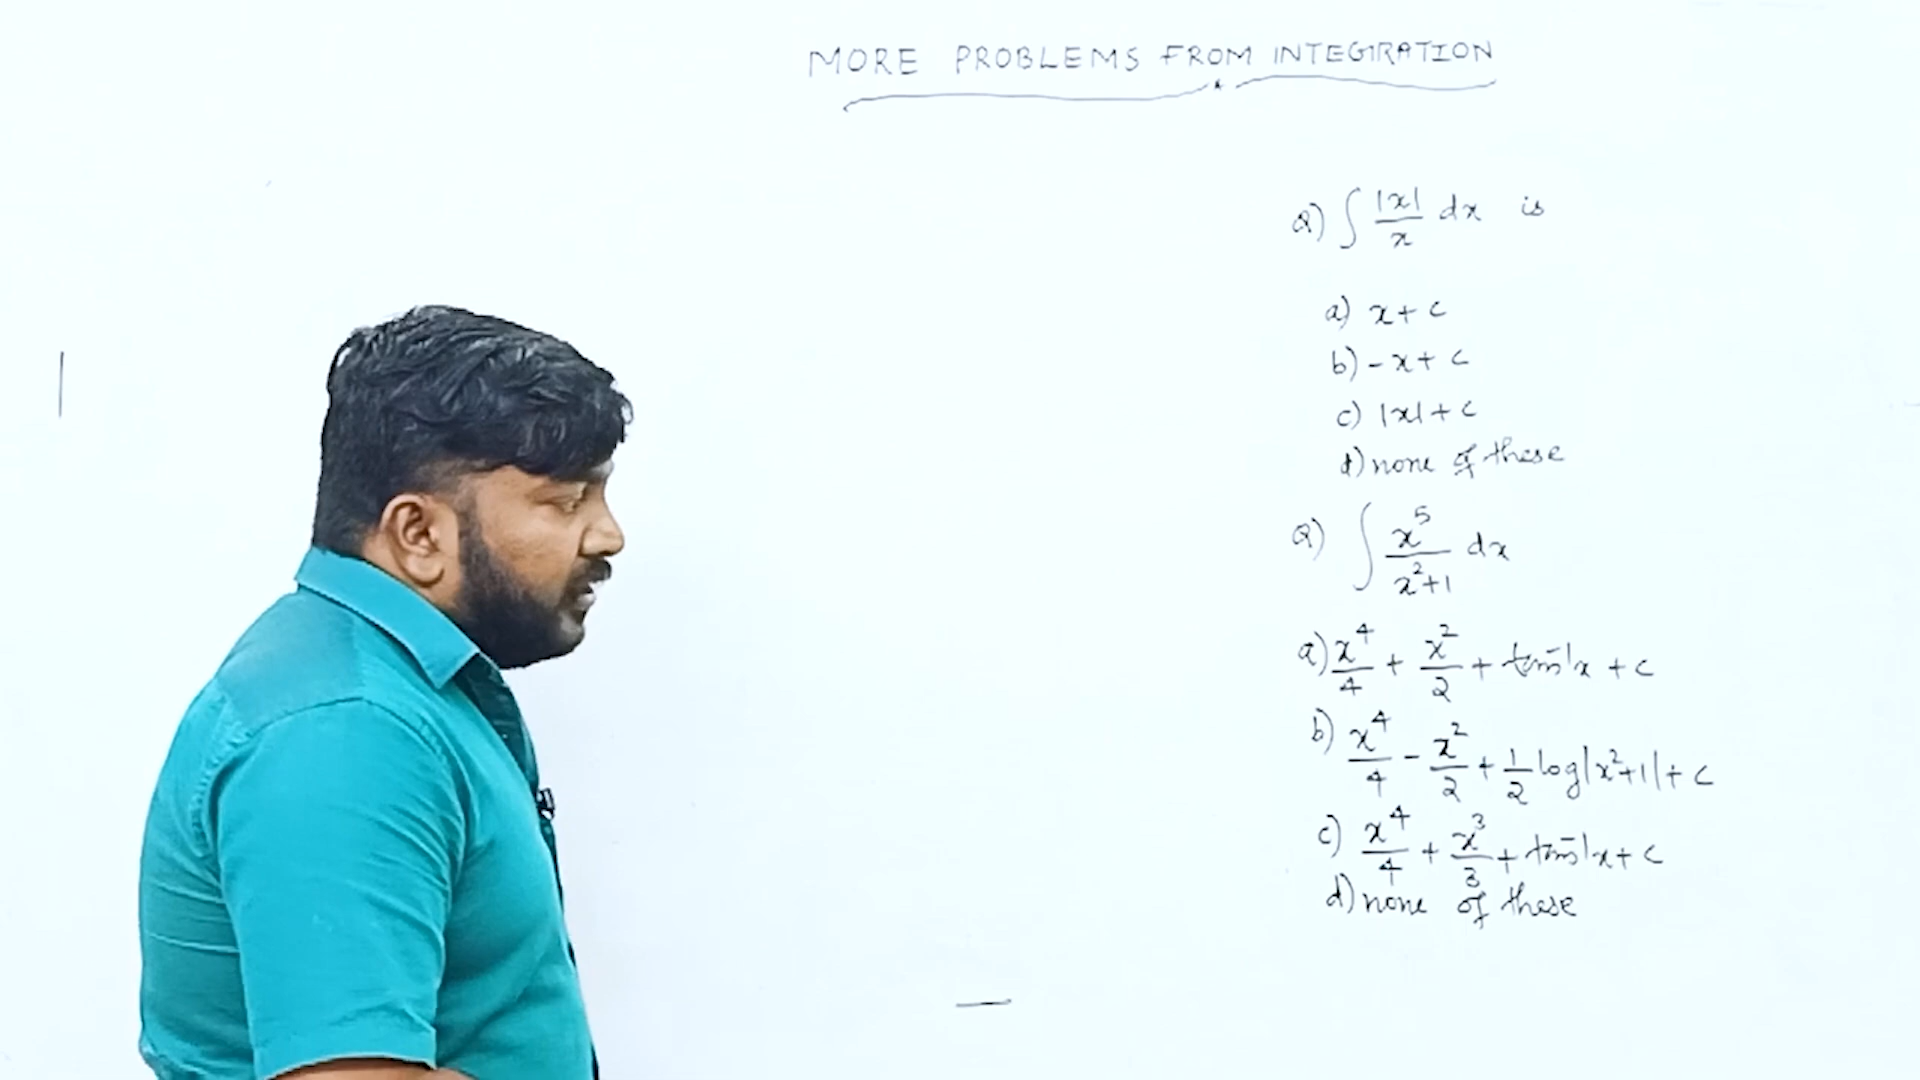 MORE PROBLEMS FROM INTEGRATION
Q) ∫ |x|/x dx is
a) x + c
b) - x + c
c) |x| + c
d) none of these
Q) ∫ x⁵/(x²+1) dx
a) x⁴/4 + x²/2 + tan⁻¹x + c
b) x⁴/4 - x²/2 + 1/2 log|x²+1| + c
c) x⁴/4 + x³/3 + tan⁻¹x + c
d) none of these